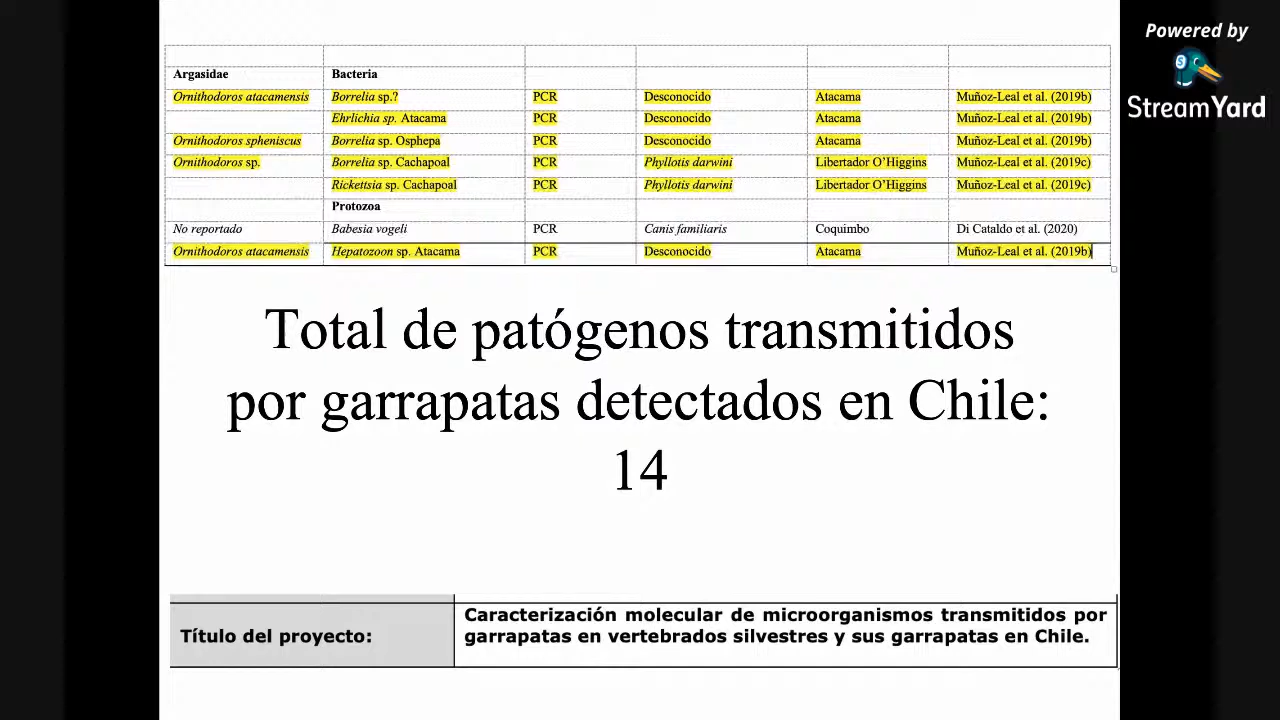 Powered by
StreamYard
Argasidae Bacteria
Ornithodoros atacamensis Borrelia sp.? PCR Desconocido Atacama Muñoz-Leal et al. (2019b)
Ehrlichia sp. Atacama PCR Desconocido Atacama Muñoz-Leal et al. (2019b)
Ornithodoros spheniscus Borrelia sp. Osphepa PCR Desconocido Atacama Muñoz-Leal et al. (2019b)
Ornithodoros sp. Borrelia sp. Cachapoal PCR Phyllotis darwini Libertador O’Higgins Muñoz-Leal et al. (2019c)
Rickettsia sp. Cachapoal PCR Phyllotis darwini Libertador O’Higgins Muñoz-Leal et al. (2019c)
Protozoa
No reportado Babesia vogeli PCR Canis familiaris Coquimbo Di Cataldo et al. (2020)
Ornithodoros atacamensis Hepatozoon sp. Atacama PCR Desconocido Atacama Muñoz-Leal et al. (2019b)
Total de patógenos transmitidos
por garrapatas detectados en Chile:
14
Título del proyecto:
Caracterización molecular de microorganismos transmitidos por
garrapatas en vertebrados silvestres y sus garrapatas en Chile.